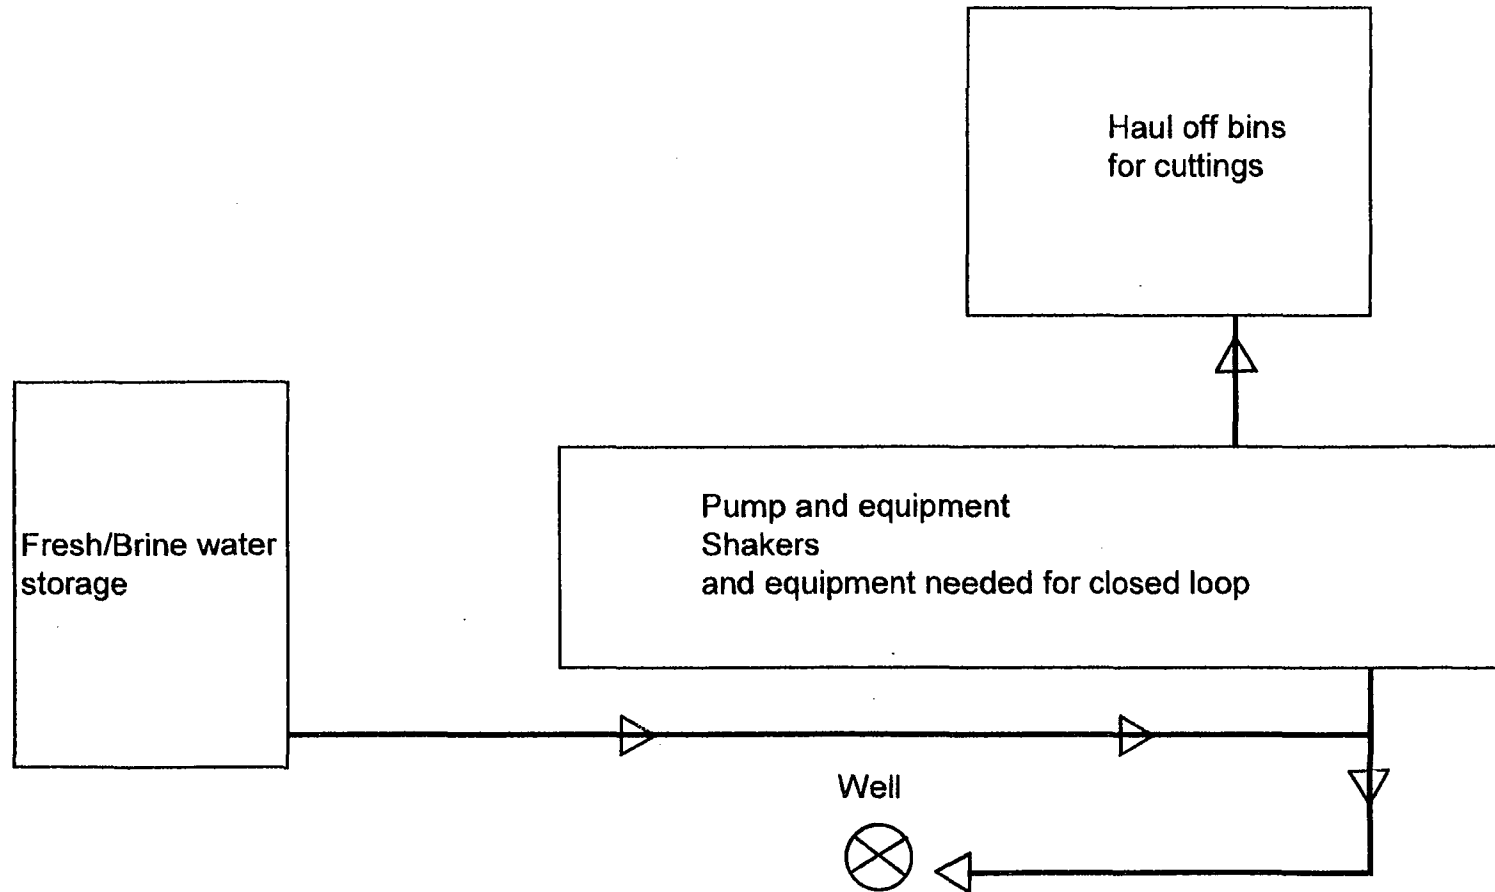 Haul off bins
for cuttings
Fresh/Brine water
storage
Pump and equipment
Shakers
and equipment needed for closed loop
Well